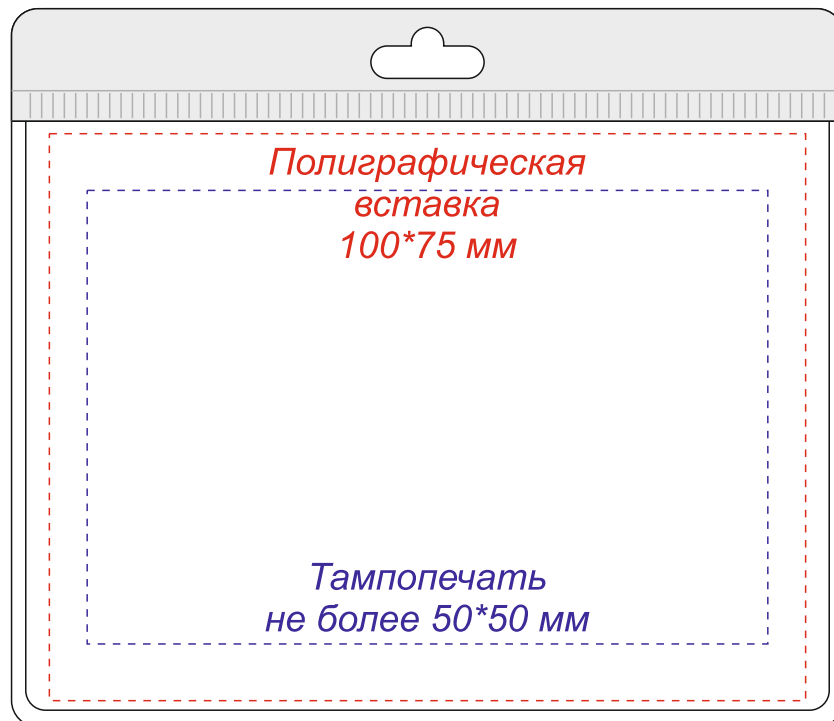 Полиграфическая
вставка
100*75 мм
Тампопечать
не более 50*50 мм